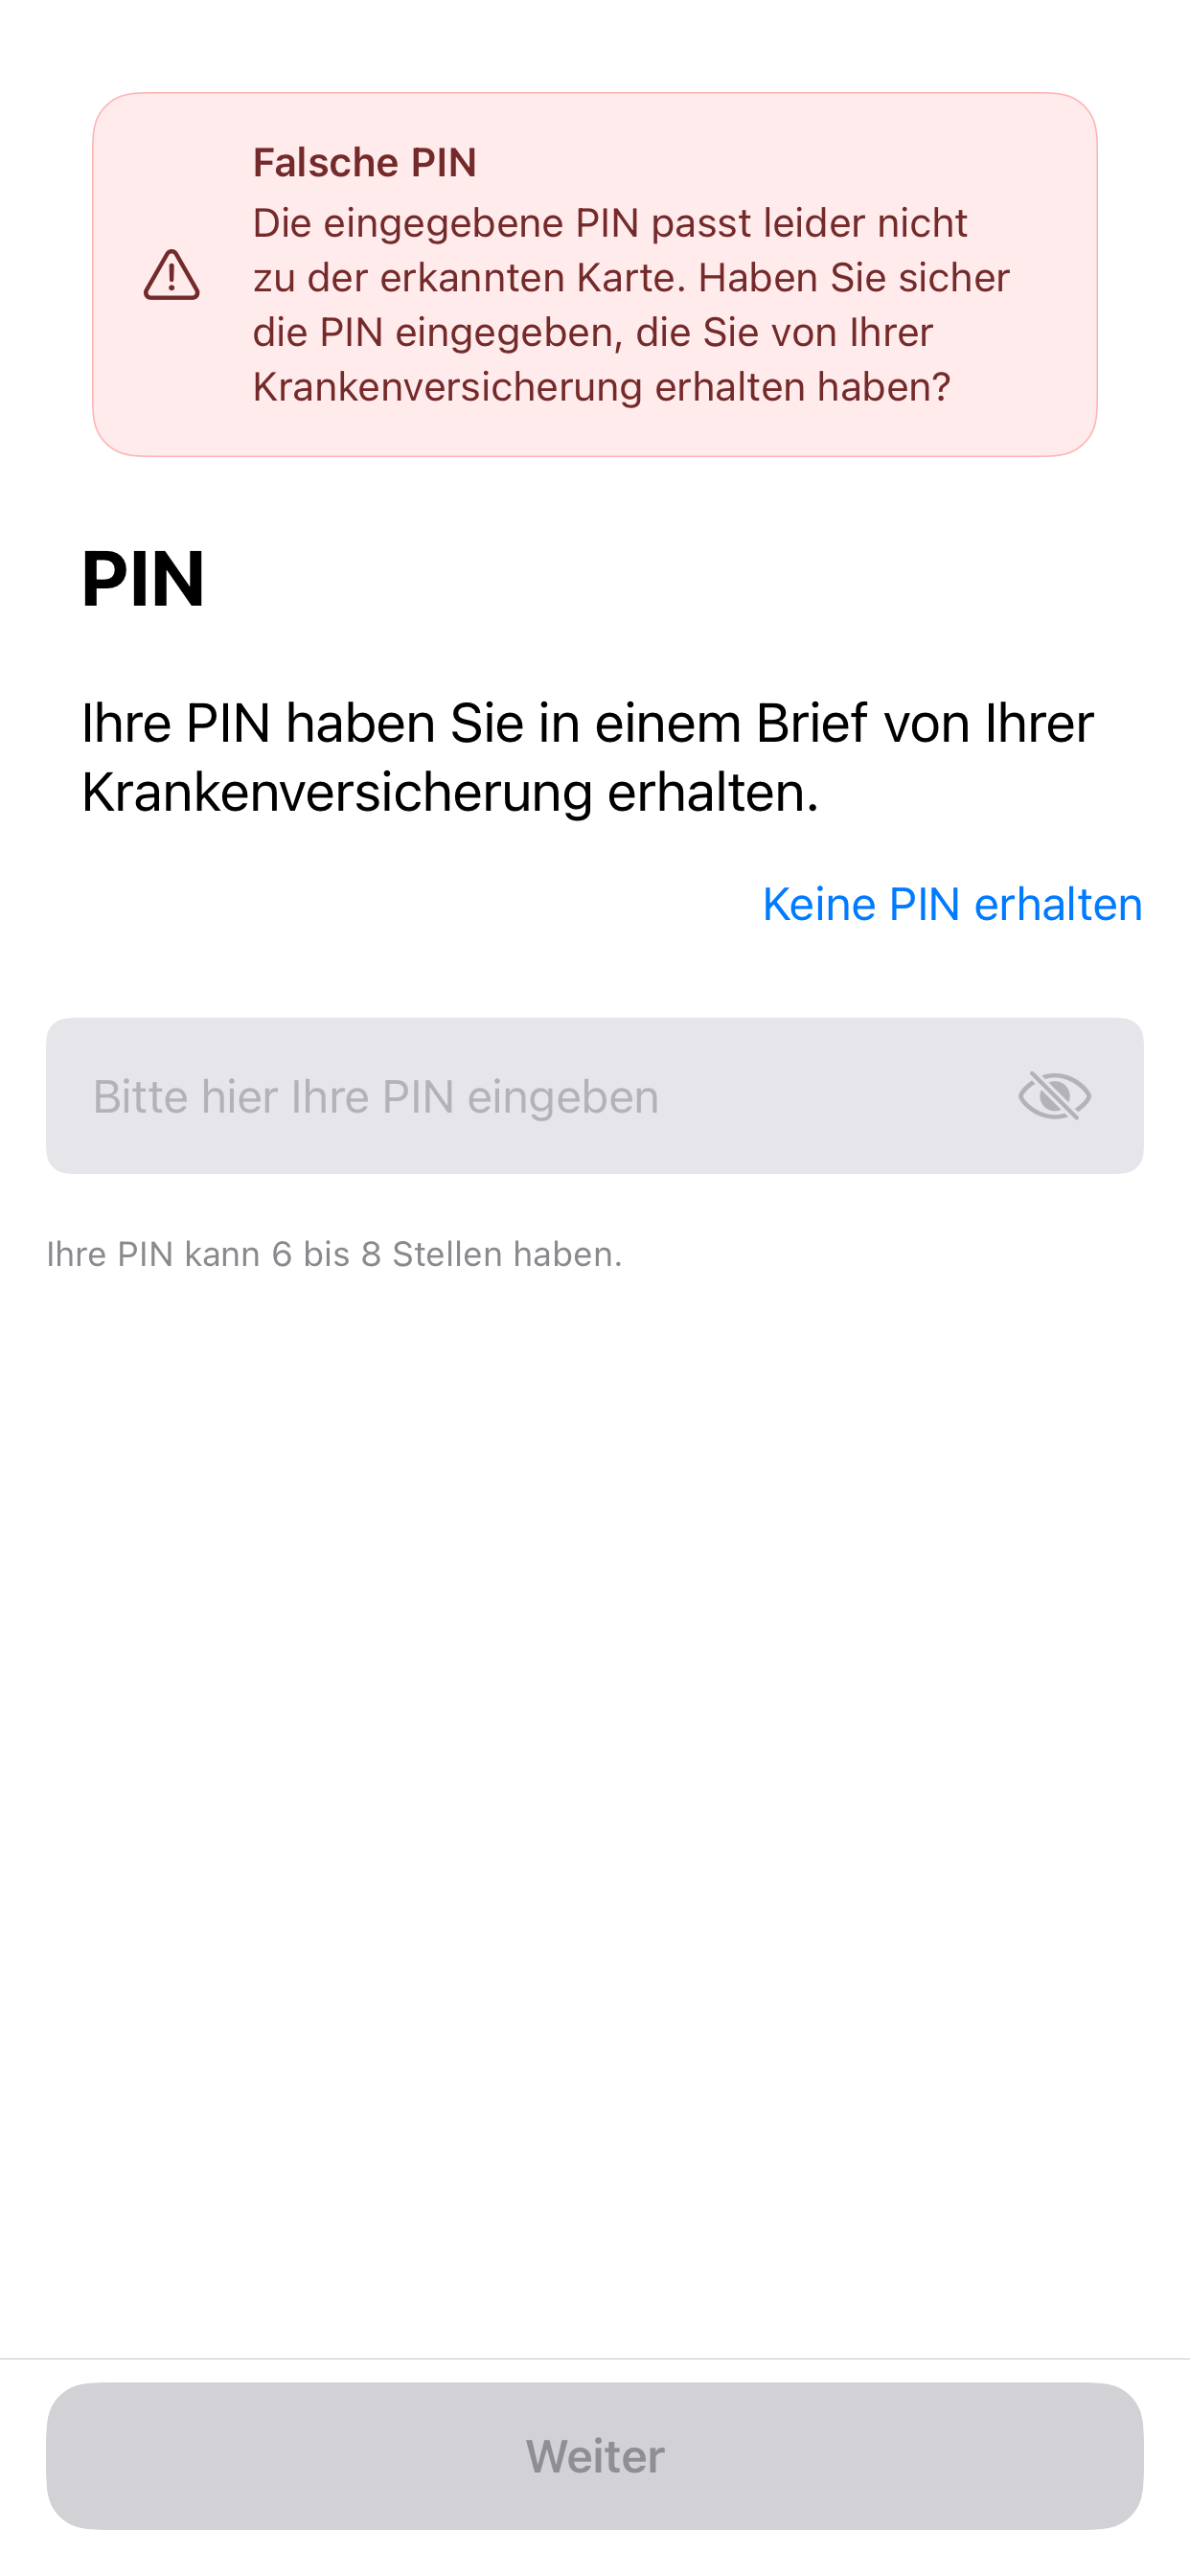 Falsche PIN
Die eingegebene PIN passt leider nicht
zu der erkannten Karte. Haben Sie sicher
die PIN eingegeben, die Sie von Ihrer
Krankenversicherung erhalten haben?
PIN
Ihre PIN haben Sie in einem Brief von Ihrer
Krankenversicherung erhalten.
Keine PIN erhalten
Bitte hier Ihre PIN eingeben
Ihre PIN kann 6 bis 8 Stellen haben.
Weiter